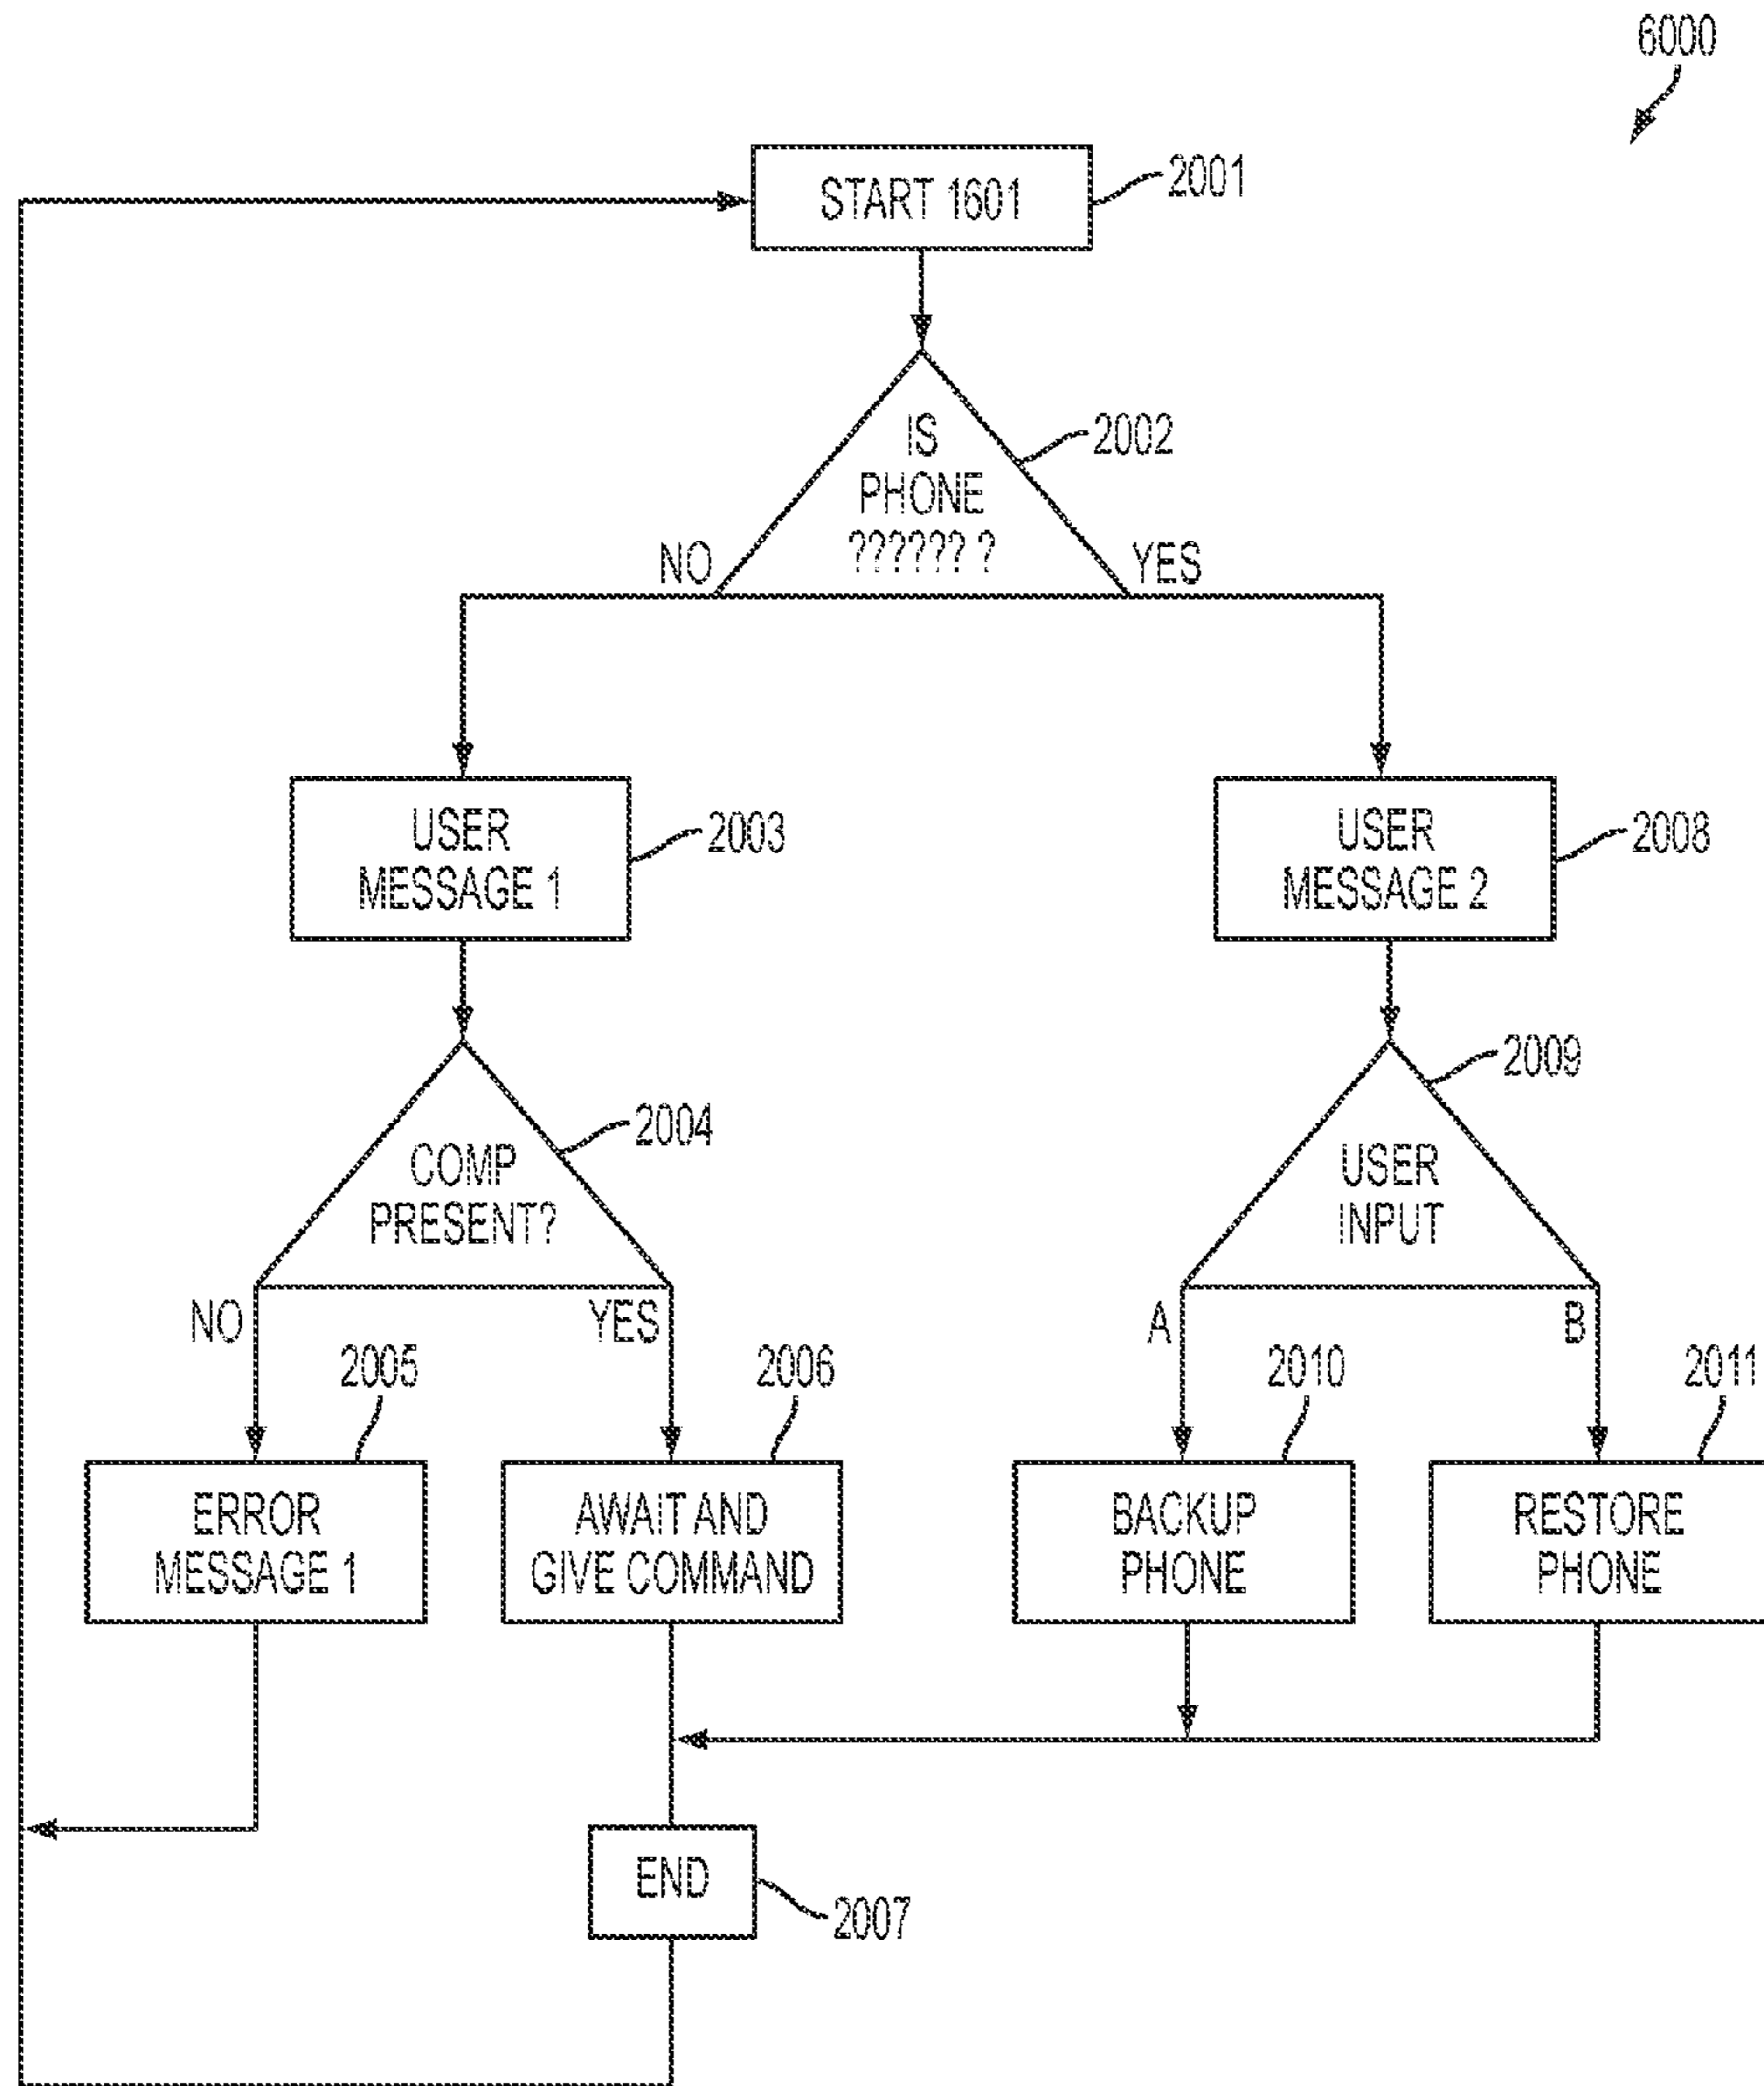 6000
START 1601
2001
IS
PHONE
?????? ?
2002
NO
YES
USER
MESSAGE 1
2003
USER
MESSAGE 2
2008
COMP
PRESENT?
2004
USER
INPUT
2009
NO
YES
A
B
2005
2006
2010
2011
ERROR
MESSAGE 1
AWAIT AND
GIVE COMMAND
BACKUP
PHONE
RESTORE
PHONE
END
2007